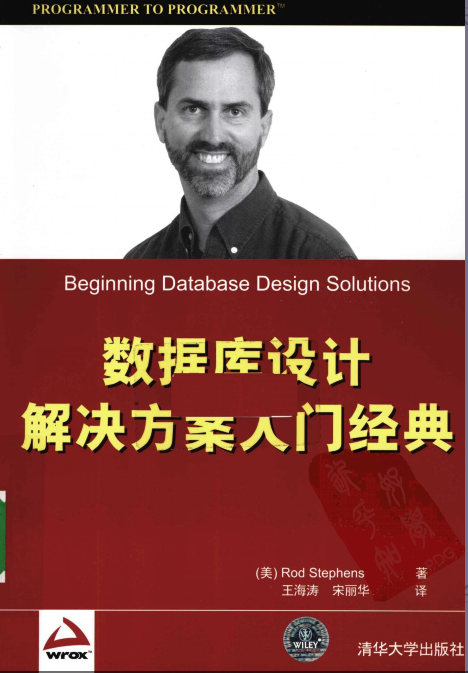 PROGRAMMER TO PROGRAMMER™
Beginning Database Design Solutions
数据库设计
解决方案入门经典
(美) Rod Stephens 著
王海涛 宋丽华 译
wrox™
WILEY
清华大学出版社